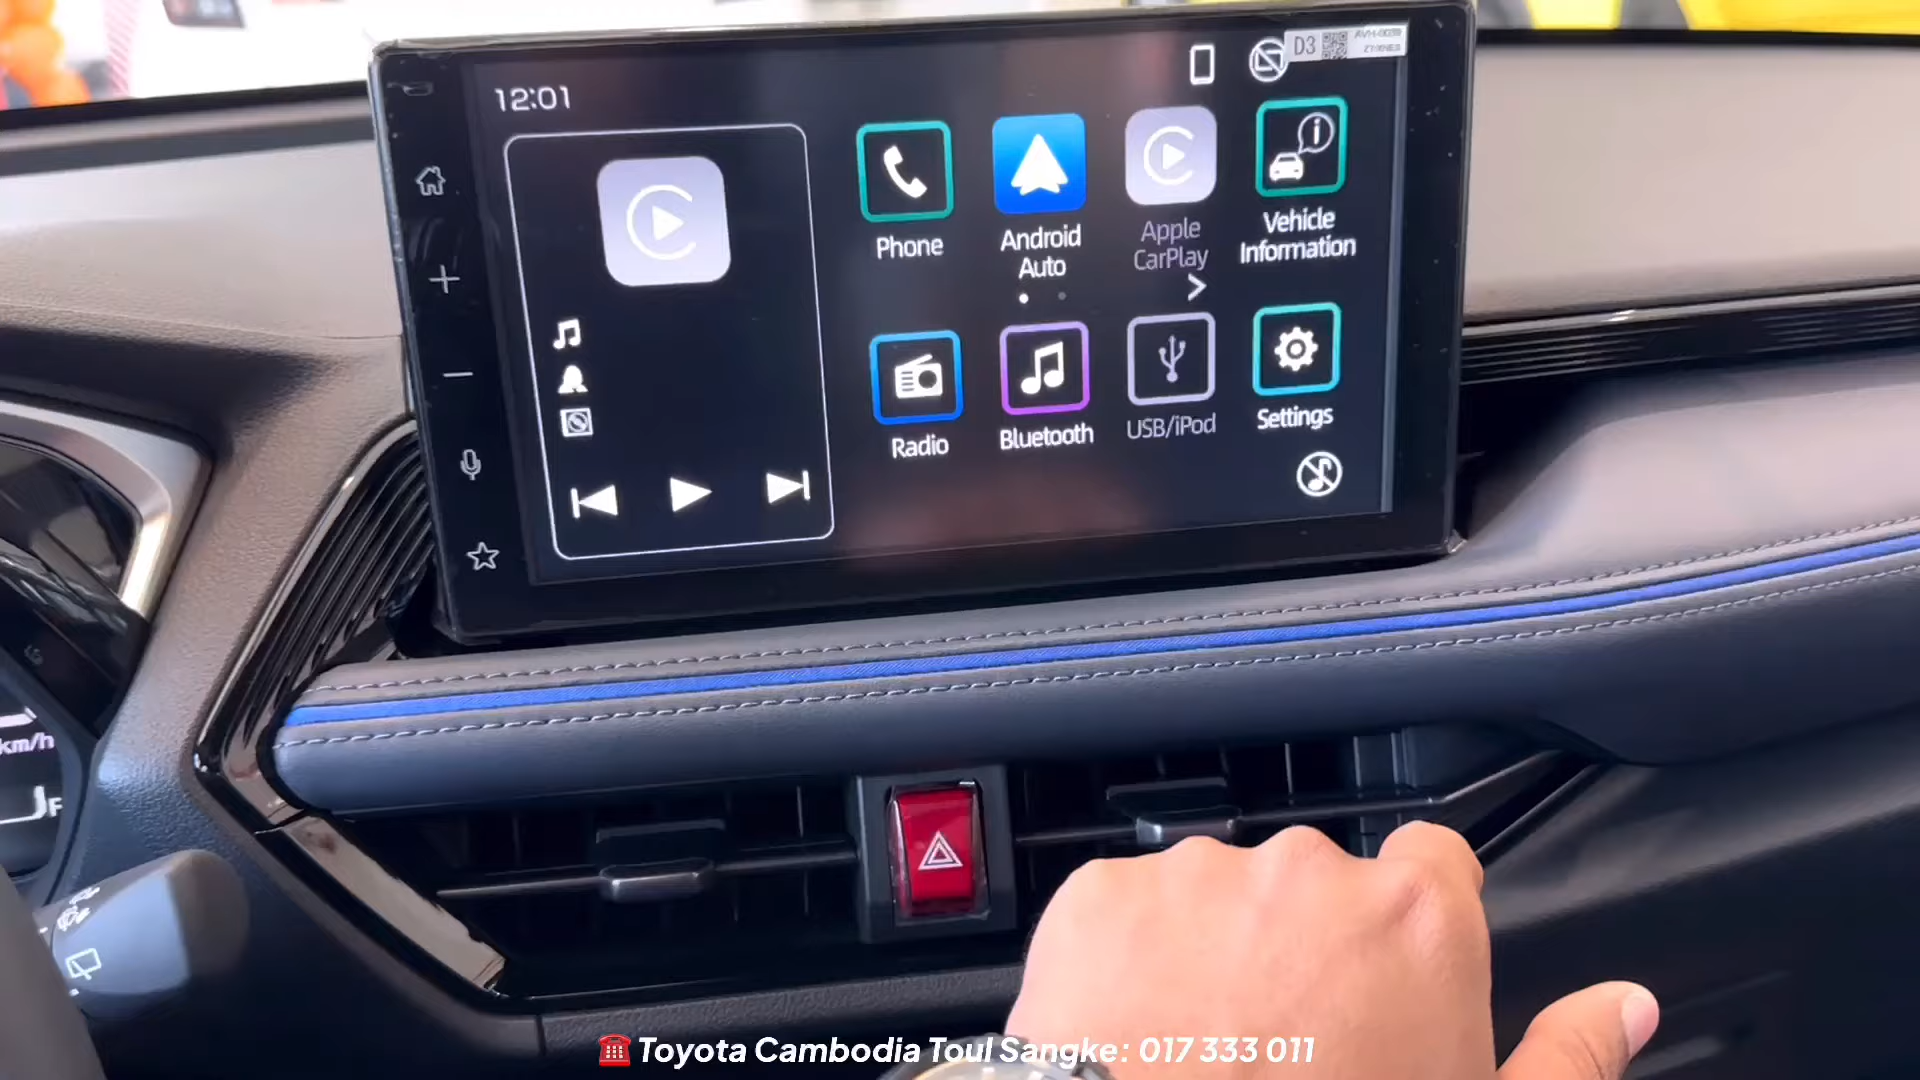 12:01
D3
Phone
Android
Auto
Apple
CarPlay
Vehicle
Information
Radio
Bluetooth
USB/iPod
Settings
km/h
F
☎️ Toyota Cambodia Toul Sangke: 017 333 011